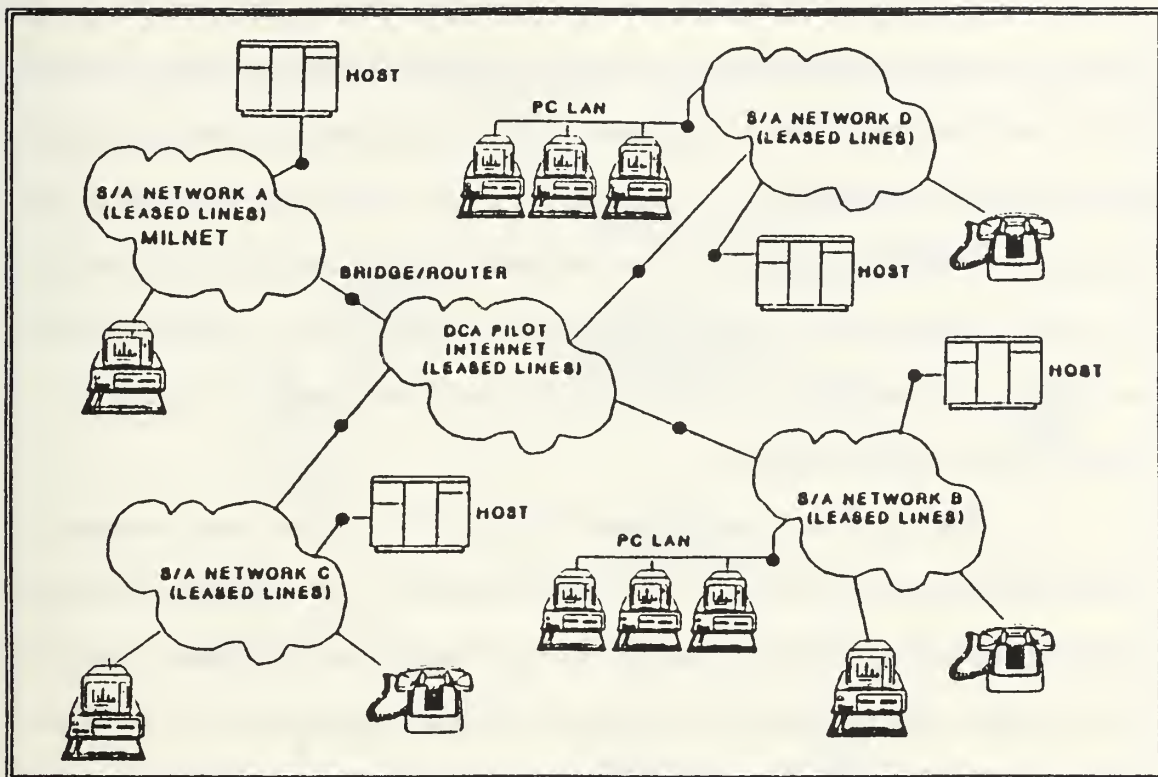 HOST
PC LAN
S/A NETWORK D
(LEASED LINES)
S/A NETWORK A
(LEASED LINES)
MILNET
HOST
BRIDGE/ROUTER
DCA PILOT
INTERNET
(LEASED LINES)
HOST
S/A NETWORK B
(LEASED LINES)
HOST
PC LAN
S/A NETWORK C
(LEASED LINES)